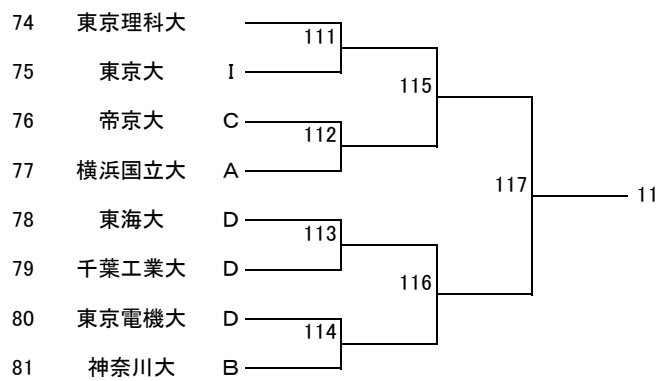 74 東京理科大
111
75 東京大 I
115
76 帝京大 C
112
77 横浜国立大 A
117
11
78 東海大 D
113
79 千葉工業大 D
116
80 東京電機大 D
114
81 神奈川大 B